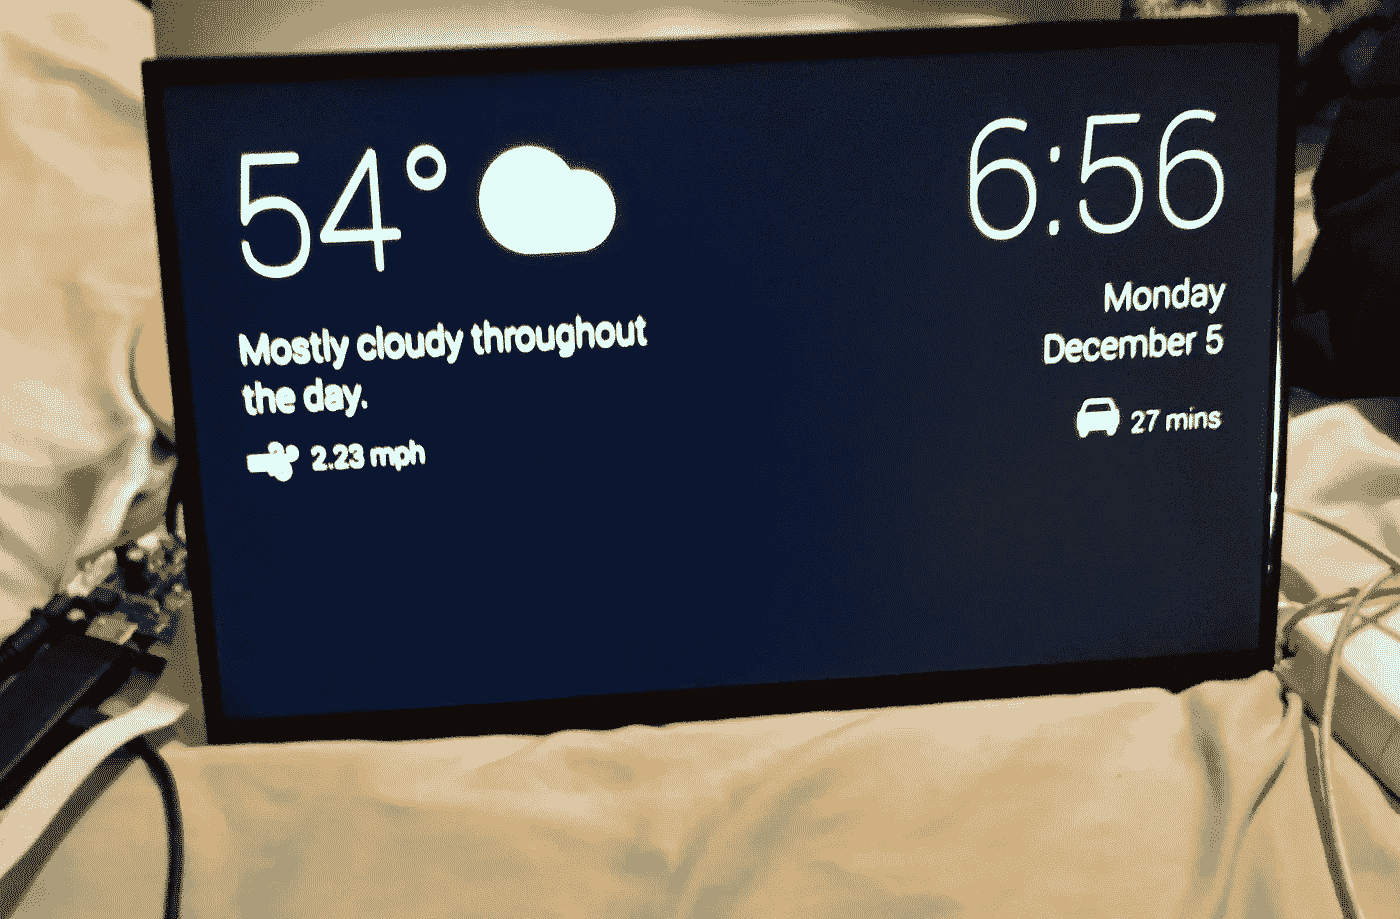 54°
Mostly cloudy throughout
the day.
2.23 mph
6:56
Monday
December 5
27 mins